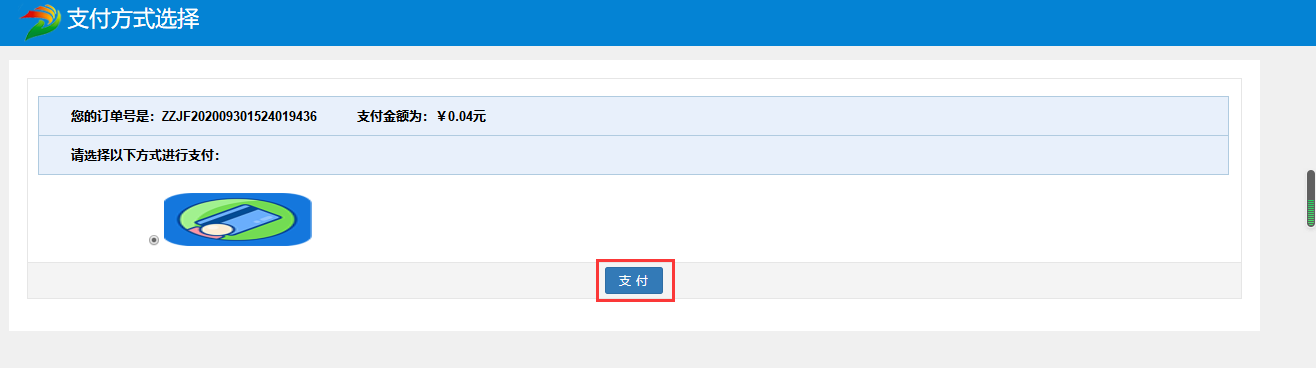 支付方式选择
您的订单号是：ZZJF202009301524019436 支付金额为：￥0.04元
请选择以下方式进行支付：
支 付